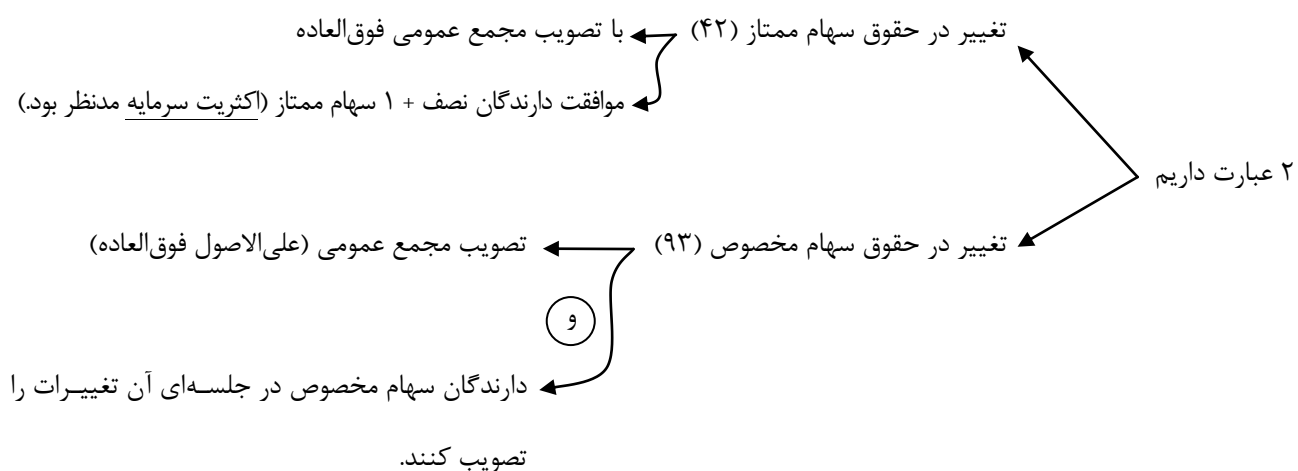 تغییر در حقوق سهام ممتاز (۴۲)
با تصویب مجمع عمومی فوق‌العاده
موافقت دارندگان نصف + ۱ سهام ممتاز (اکثریت سرمایه مدنظر بود.)
۲ عبارت داریم
تغییر در حقوق سهام مخصوص (۹۳)
تصویب مجمع عمومی (علی‌الاصول فوق‌العاده)
و
دارندگان سهام مخصوص در جلسـه‌ای آن تغییـرات را
تصویب کنند.